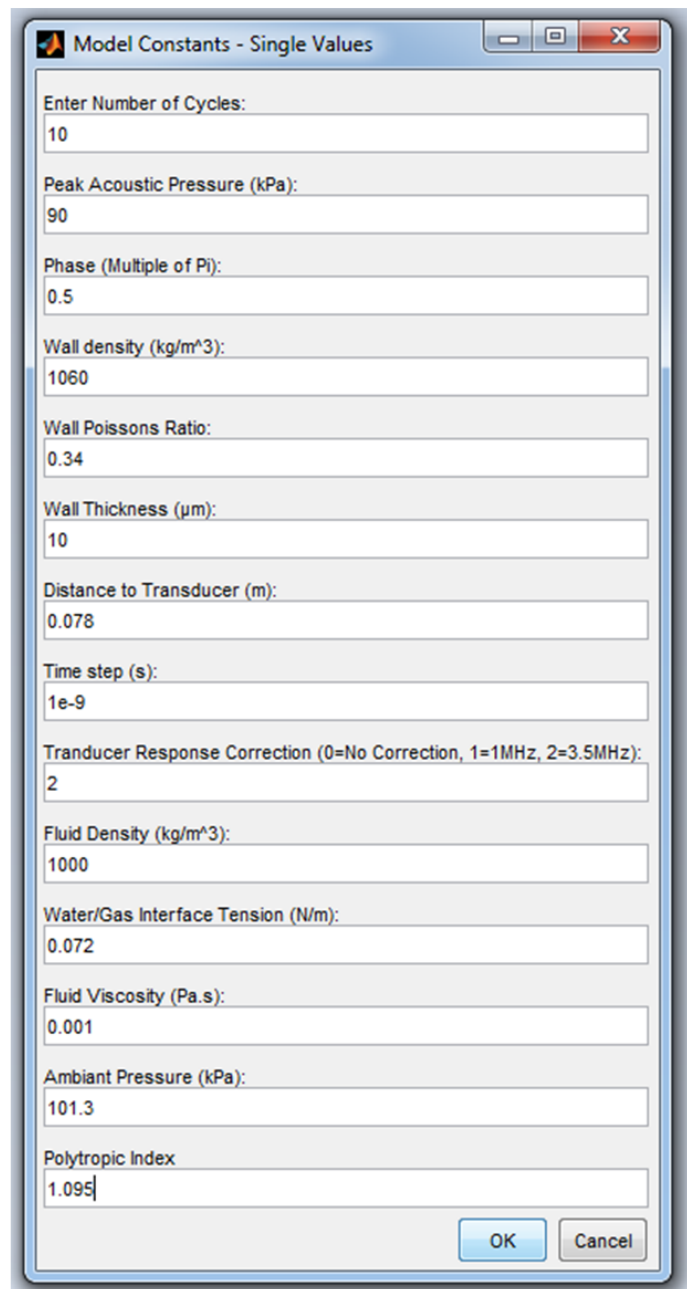 Model Constants - Single Values
Enter Number of Cycles:
10
Peak Acoustic Pressure (kPa):
90
Phase (Multiple of Pi):
0.5
Wall density (kg/m^3):
1060
Wall Poissons Ratio:
0.34
Wall Thickness (µm):
10
Distance to Transducer (m):
0.078
Time step (s):
1e-9
Tranducer Response Correction (0=No Correction, 1=1MHz, 2=3.5MHz):
2
Fluid Density (kg/m^3):
1000
Water/Gas Interface Tension (N/m):
0.072
Fluid Viscosity (Pa.s):
0.001
Ambiant Pressure (kPa):
101.3
Polytropic Index
1.095
OK Cancel